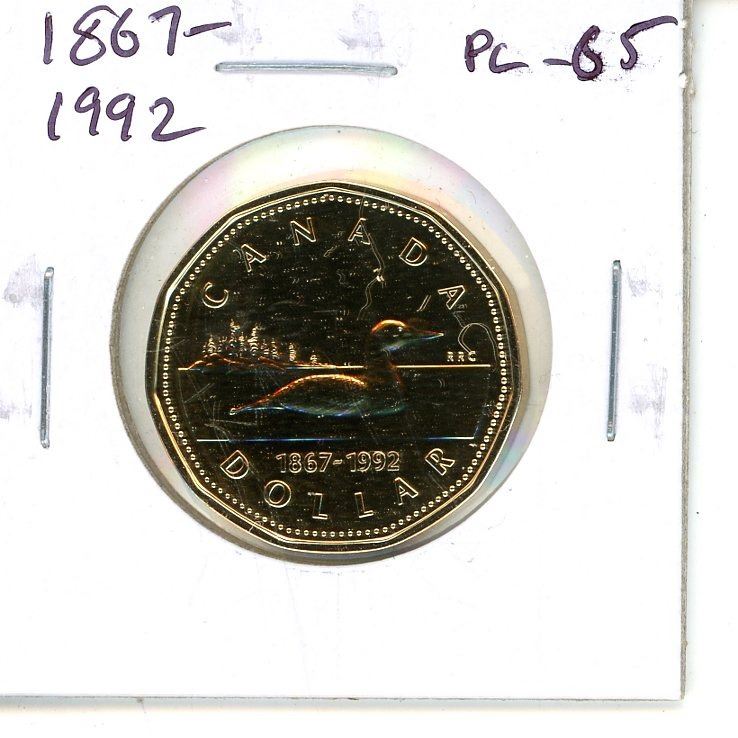 1867- PL-65
1992
CANADA
RRC
1867-1992
DOLLAR